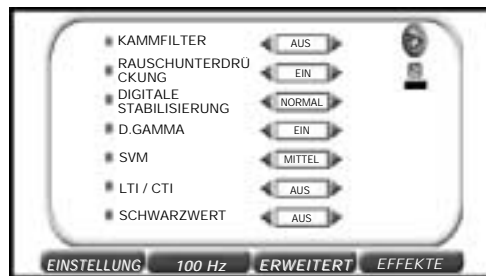 KAMMFILTER AUS
RAUSCHUNTERDRÜ
CKUNG EIN
DIGITALE
STABILISIERUNG NORMAL
D.GAMMA EIN
SVM MITTEL
LTI / CTI AUS
SCHWARZWERT AUS
EINSTELLUNG 100 Hz ERWEITERT EFFEKTE